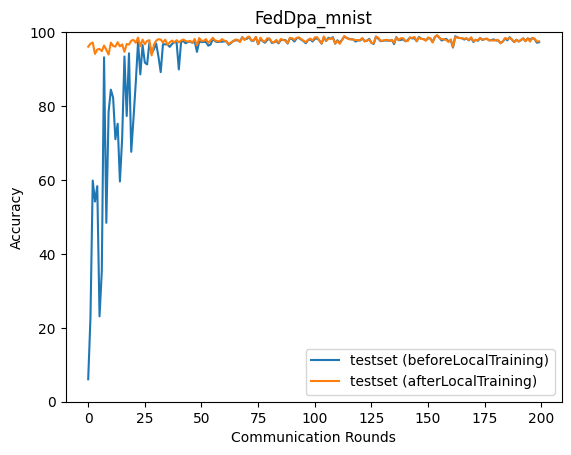 FedDpa_mnist
Accuracy
100
80
60
40
20
0
testset (beforeLocalTraining)
testset (afterLocalTraining)
0 25 50 75 100 125 150 175 200
Communication Rounds